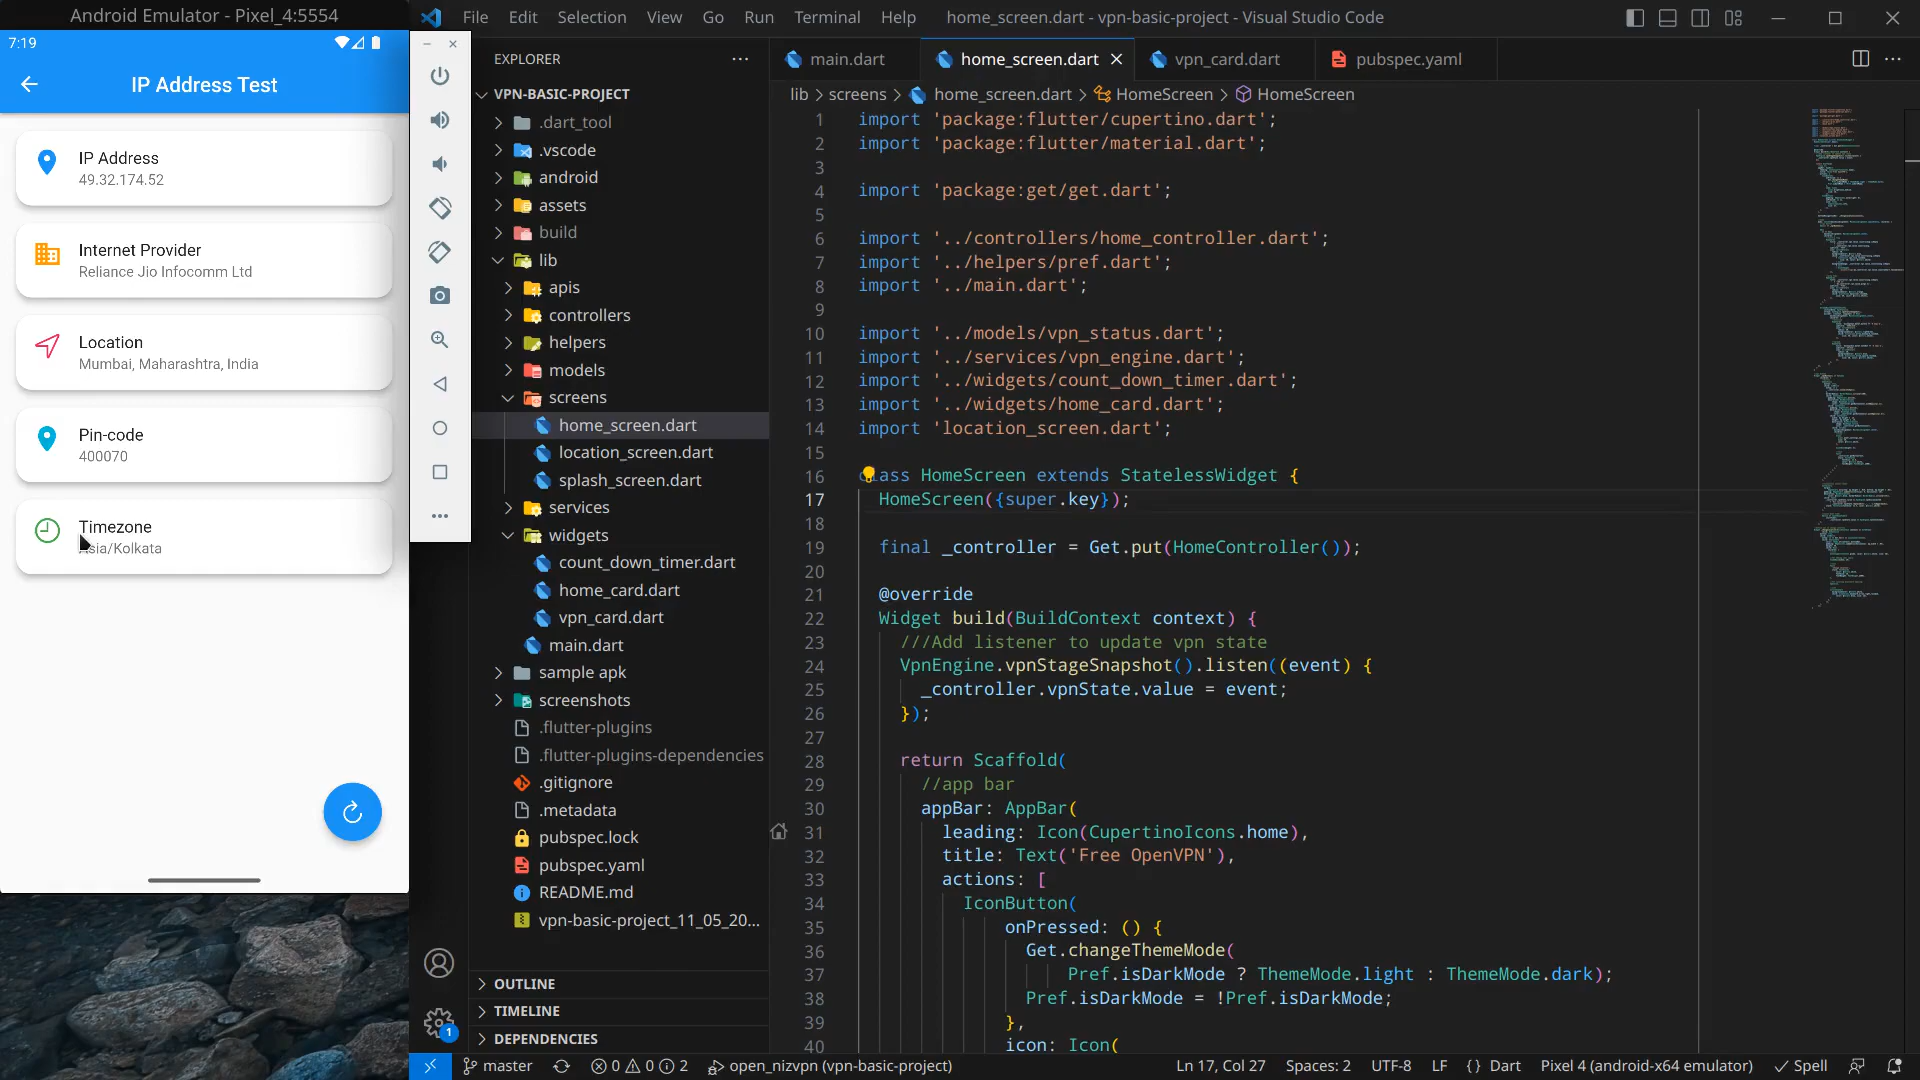 Android Emulator - Pixel_4:5554
7:19
IP Address Test
IP Address
49.32.174.52
Internet Provider
Reliance Jio Infocomm Ltd
Location
Mumbai, Maharashtra, India
Pin-code
400070
Timezone
Asia/Kolkata
File Edit Selection View Go Run Terminal Help
home_screen.dart - vpn-basic-project - Visual Studio Code
EXPLORER
VPN-BASIC-PROJECT
.dart_tool
.vscode
android
assets
build
lib
apis
controllers
helpers
models
screens
home_screen.dart
location_screen.dart
splash_screen.dart
services
widgets
count_down_timer.dart
home_card.dart
vpn_card.dart
main.dart
sample apk
screenshots
.flutter-plugins
.flutter-plugins-dependencies
.gitignore
.metadata
pubspec.lock
pubspec.yaml
README.md
vpn-basic-project_11_05_20...
OUTLINE
TIMELINE
DEPENDENCIES
main.dart home_screen.dart vpn_card.dart pubspec.yaml
lib > screens > home_screen.dart > HomeScreen > HomeScreen
1 import 'package:flutter/cupertino.dart';
2 import 'package:flutter/material.dart';
3
4 import 'package:get/get.dart';
5
6 import '../controllers/home_controller.dart';
7 import '../helpers/pref.dart';
8 import '../main.dart';
9
10 import '../models/vpn_status.dart';
11 import '../services/vpn_engine.dart';
12 import '../widgets/count_down_timer.dart';
13 import '../widgets/home_card.dart';
14 import 'location_screen.dart';
15
16 class HomeScreen extends StatelessWidget {
17 HomeScreen({super.key});
18
19 final _controller = Get.put(HomeController());
20
21 @override
22 Widget build(BuildContext context) {
23 ///Add listener to update vpn state
24 VpnEngine.vpnStageSnapshot().listen((event) {
25 _controller.vpnState.value = event;
26 });
27
28 return Scaffold(
29 //app bar
30 appBar: AppBar(
31 leading: Icon(CupertinoIcons.home),
32 title: Text('Free OpenVPN'),
33 actions: [
34 IconButton(
35 onPressed: () {
36 Get.changeThemeMode(
37 Pref.isDarkMode ? ThemeMode.light : ThemeMode.dark);
38 Pref.isDarkMode = !Pref.isDarkMode;
39 },
40 icon: Icon(
1
master 0 0 2 open_nizvpn (vpn-basic-project) Ln 17, Col 27 Spaces: 2 UTF-8 LF {} Dart Pixel 4 (android-x64 emulator) Spell